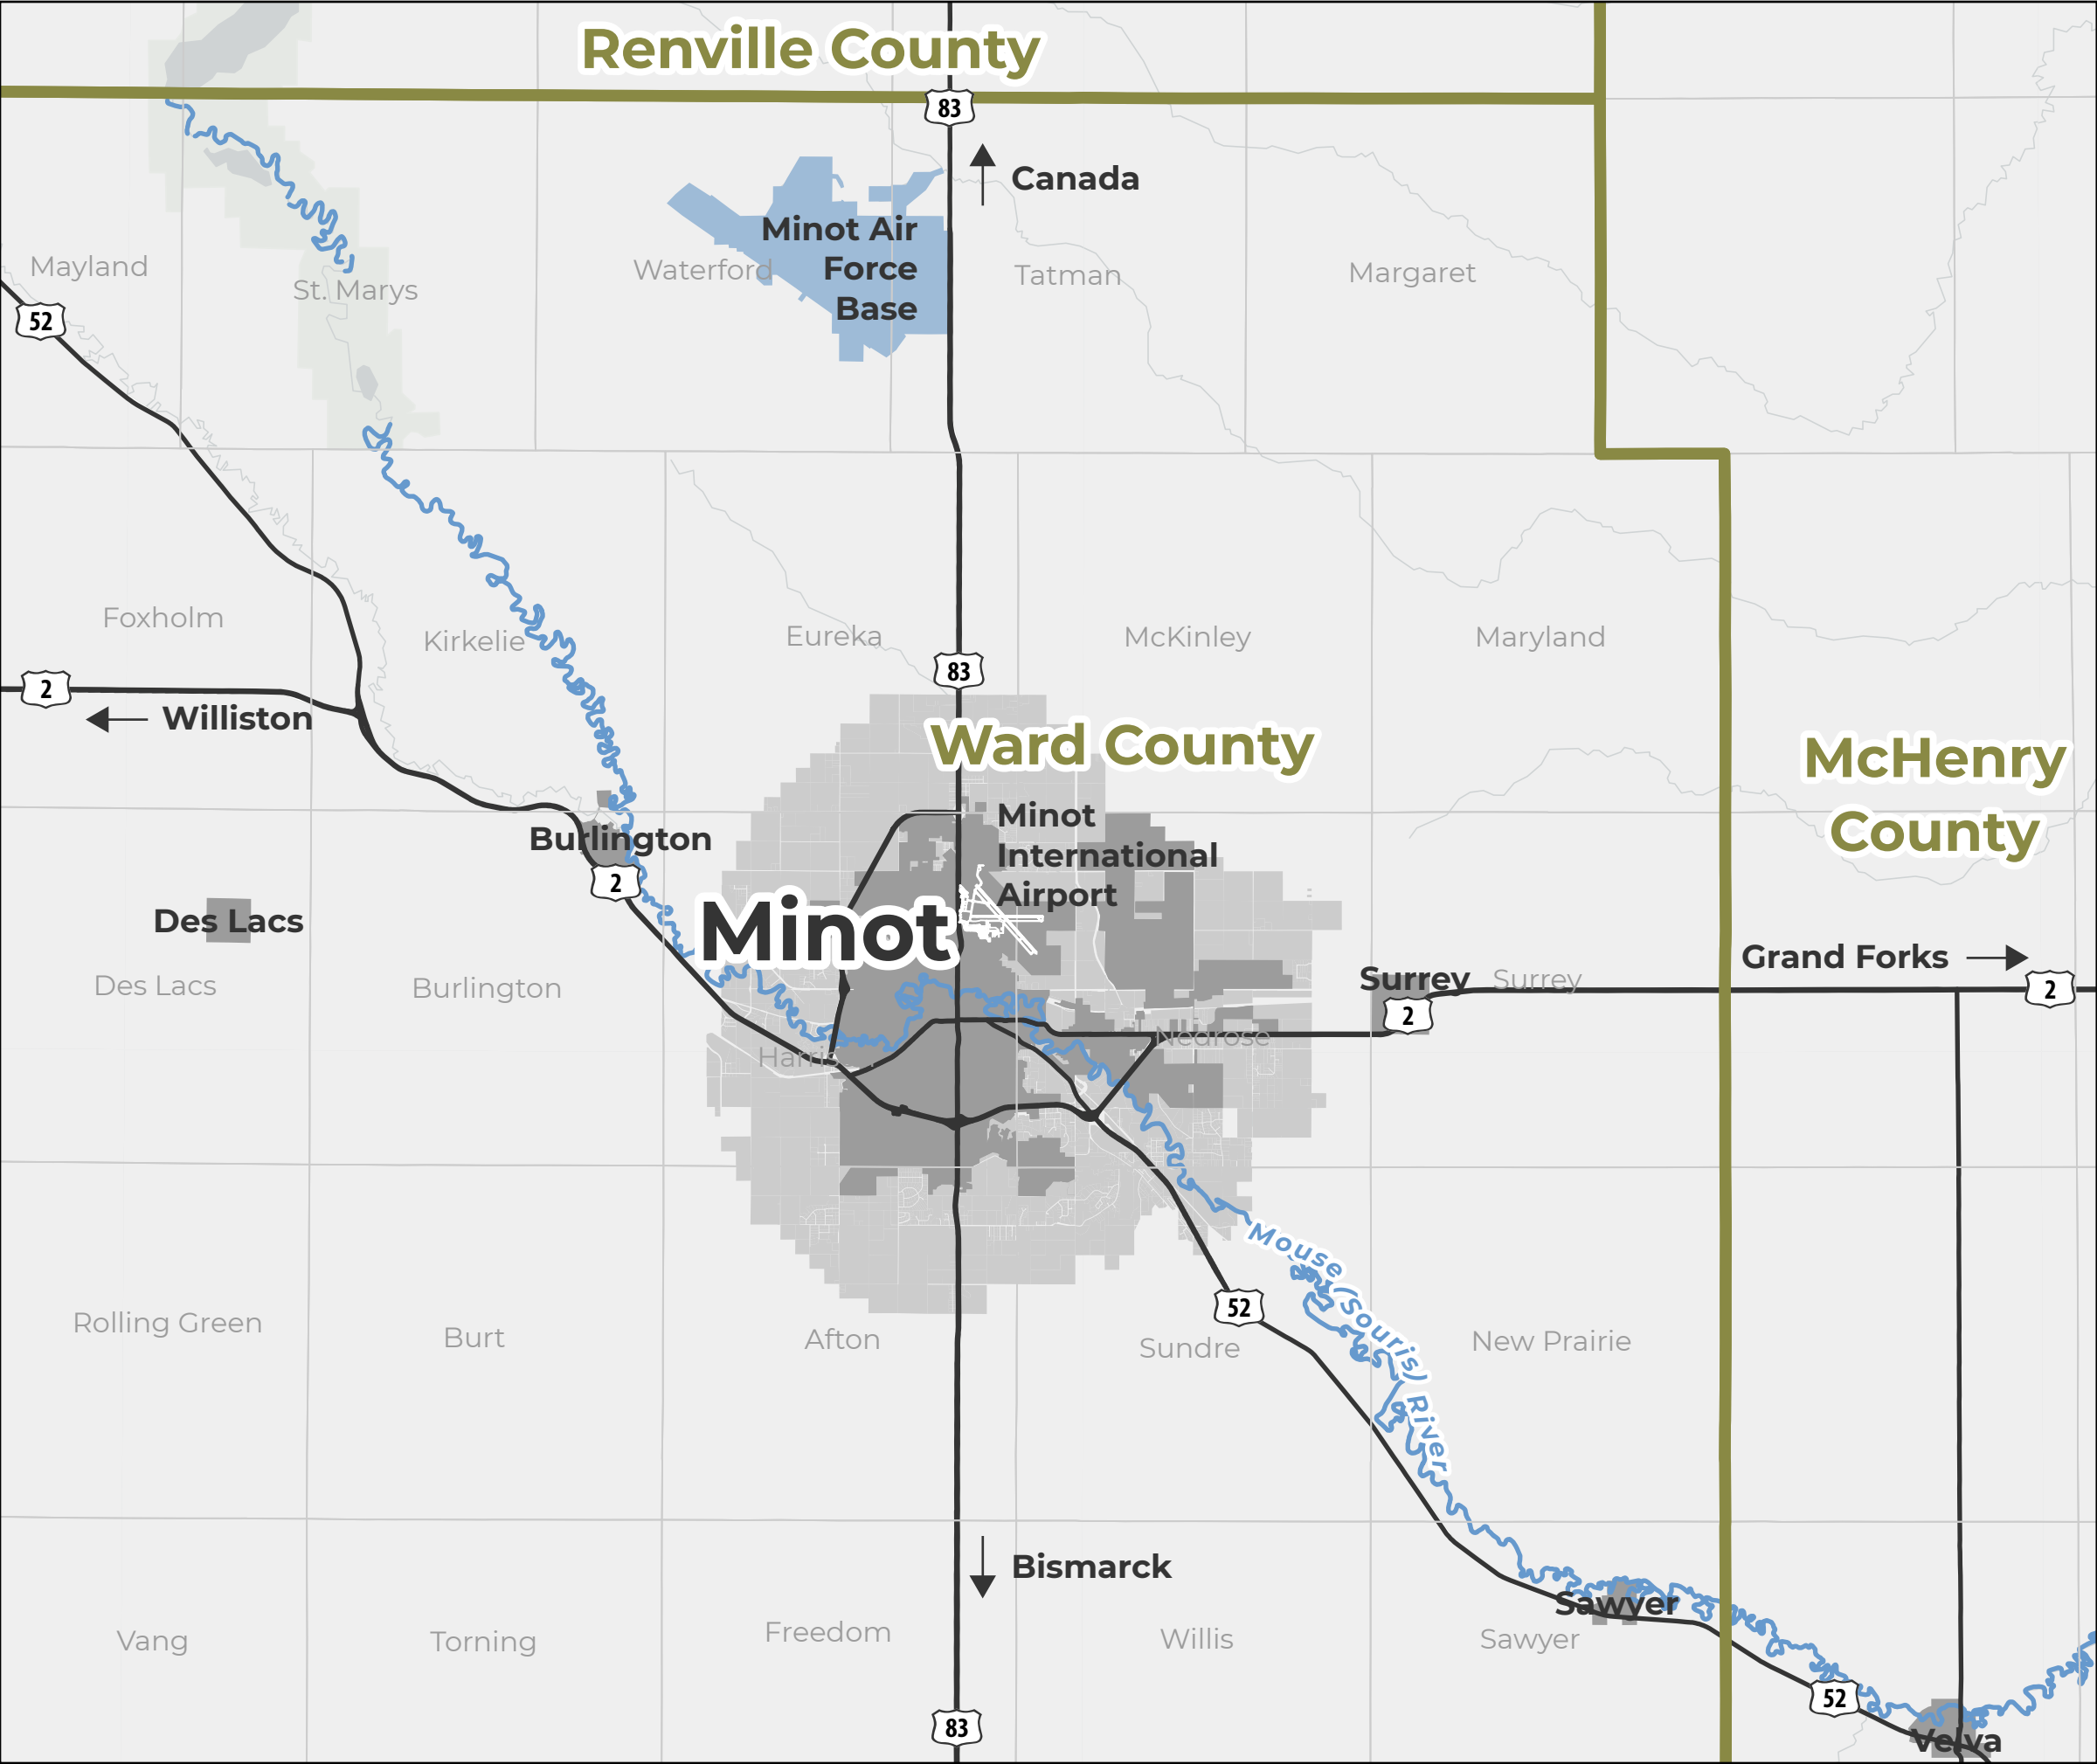 Renville County
83
Canada
Minot Air
Force
Base
Mayland
St. Marys
Waterford
Tatman
Margaret
52
Foxholm
Kirkelie
Eureka
McKinley
Maryland
83
2
Williston
Ward County
McHenry
County
Minot
International
Airport
Burlington
2
Des Lacs
Minot
Grand Forks
2
Surrey
Surrey
2
Des Lacs
Burlington
Harris
Nedrose
Mouse (Souris) River
52
Rolling Green
Burt
Afton
Sundre
New Prairie
Bismarck
Sawyer
Vang
Torning
Freedom
Willis
Sawyer
52
83
Velva